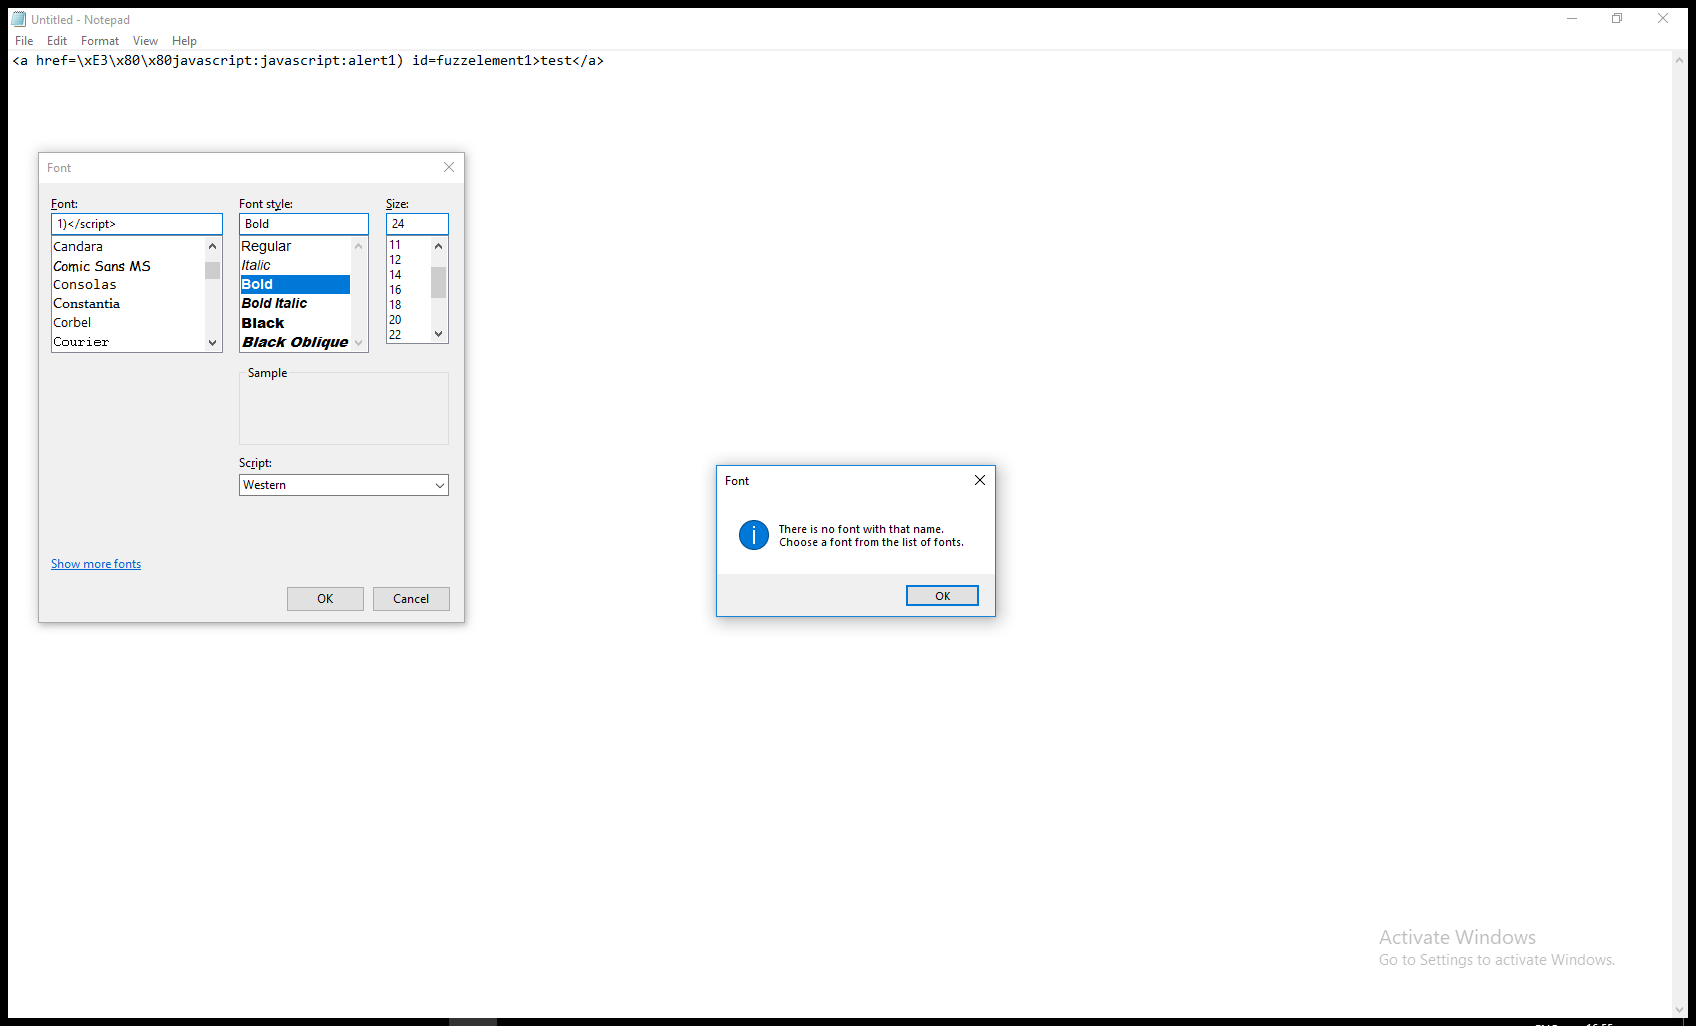 Untitled - Notepad
File Edit Format View Help
<a href=\xE3\x80\x80javascript:javascript:alert1) id=fuzzelement1>test</a>
Font
Font:
1)</script>
Candara
Comic Sans MS
Consolas
Constantia
Corbel
Courier
Font style:
Bold
Regular
Italic
Bold
Bold Italic
Black
Black Oblique
Size:
24
11
12
14
16
18
20
22
Sample
Script:
Western
Show more fonts
OK
Cancel
Font
There is no font with that name.
Choose a font from the list of fonts.
OK
Activate Windows
Go to Settings to activate Windows.